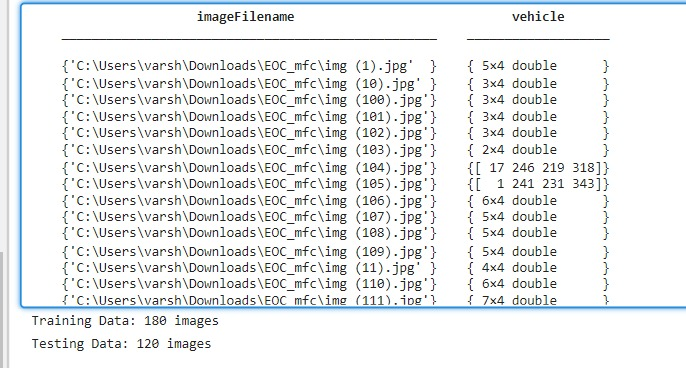 imageFilename vehicle
{'C:\Users\varsh\Downloads\EOC_mfc\img (1).jpg'  } { 5×4 double      }
{'C:\Users\varsh\Downloads\EOC_mfc\img (10).jpg' } { 3×4 double      }
{'C:\Users\varsh\Downloads\EOC_mfc\img (100).jpg'} { 3×4 double      }
{'C:\Users\varsh\Downloads\EOC_mfc\img (101).jpg'} { 3×4 double      }
{'C:\Users\varsh\Downloads\EOC_mfc\img (102).jpg'} { 3×4 double      }
{'C:\Users\varsh\Downloads\EOC_mfc\img (103).jpg'} { 2×4 double      }
{'C:\Users\varsh\Downloads\EOC_mfc\img (104).jpg'} {[ 17 246 219 318]}
{'C:\Users\varsh\Downloads\EOC_mfc\img (105).jpg'} {[  1 241 231 343]}
{'C:\Users\varsh\Downloads\EOC_mfc\img (106).jpg'} { 6×4 double      }
{'C:\Users\varsh\Downloads\EOC_mfc\img (107).jpg'} { 5×4 double      }
{'C:\Users\varsh\Downloads\EOC_mfc\img (108).jpg'} { 5×4 double      }
{'C:\Users\varsh\Downloads\EOC_mfc\img (109).jpg'} { 5×4 double      }
{'C:\Users\varsh\Downloads\EOC_mfc\img (11).jpg' } { 4×4 double      }
{'C:\Users\varsh\Downloads\EOC_mfc\img (110).jpg'} { 6×4 double      }
{'C:\Users\varsh\Downloads\EOC_mfc\img (111).jpg'} { 7×4 double      }
Training Data: 180 images
Testing Data: 120 images